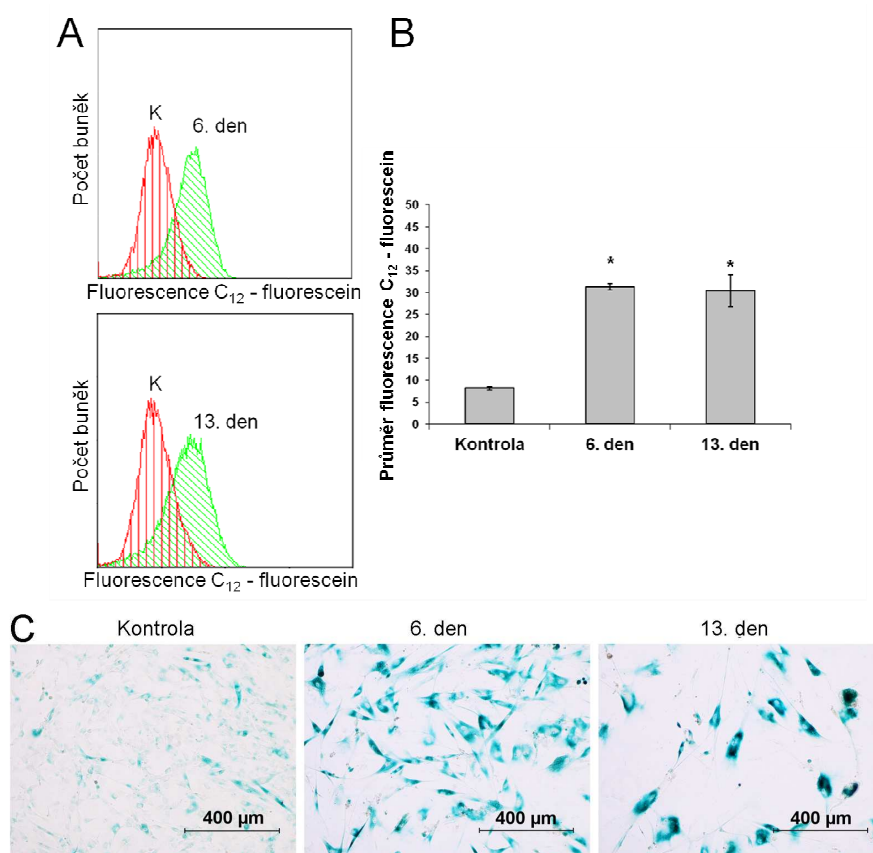 A
Počet buněk
K
6. den
Fluorescence C₁₂ - fluorescein
Počet buněk
K
13. den
Fluorescence C₁₂ - fluorescein
B
Průměr fluorescence C₁₂ - fluorescein
50
45
40
35
30
25
20
15
10
5
0
*
*
Kontrola 6. den 13. den
C
Kontrola 6. den 13. den
400 µm 400 µm 400 µm